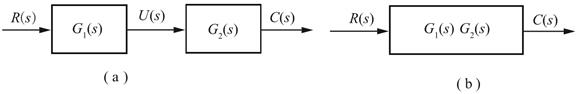 R(s) G₁(s) U(s) G₂(s) C(s) R(s) G₁(s) G₂(s) C(s)
( a ) ( b )